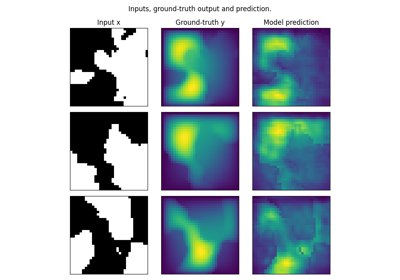 Inputs, ground-truth output and prediction.
Input x
Ground-truth y
Model prediction